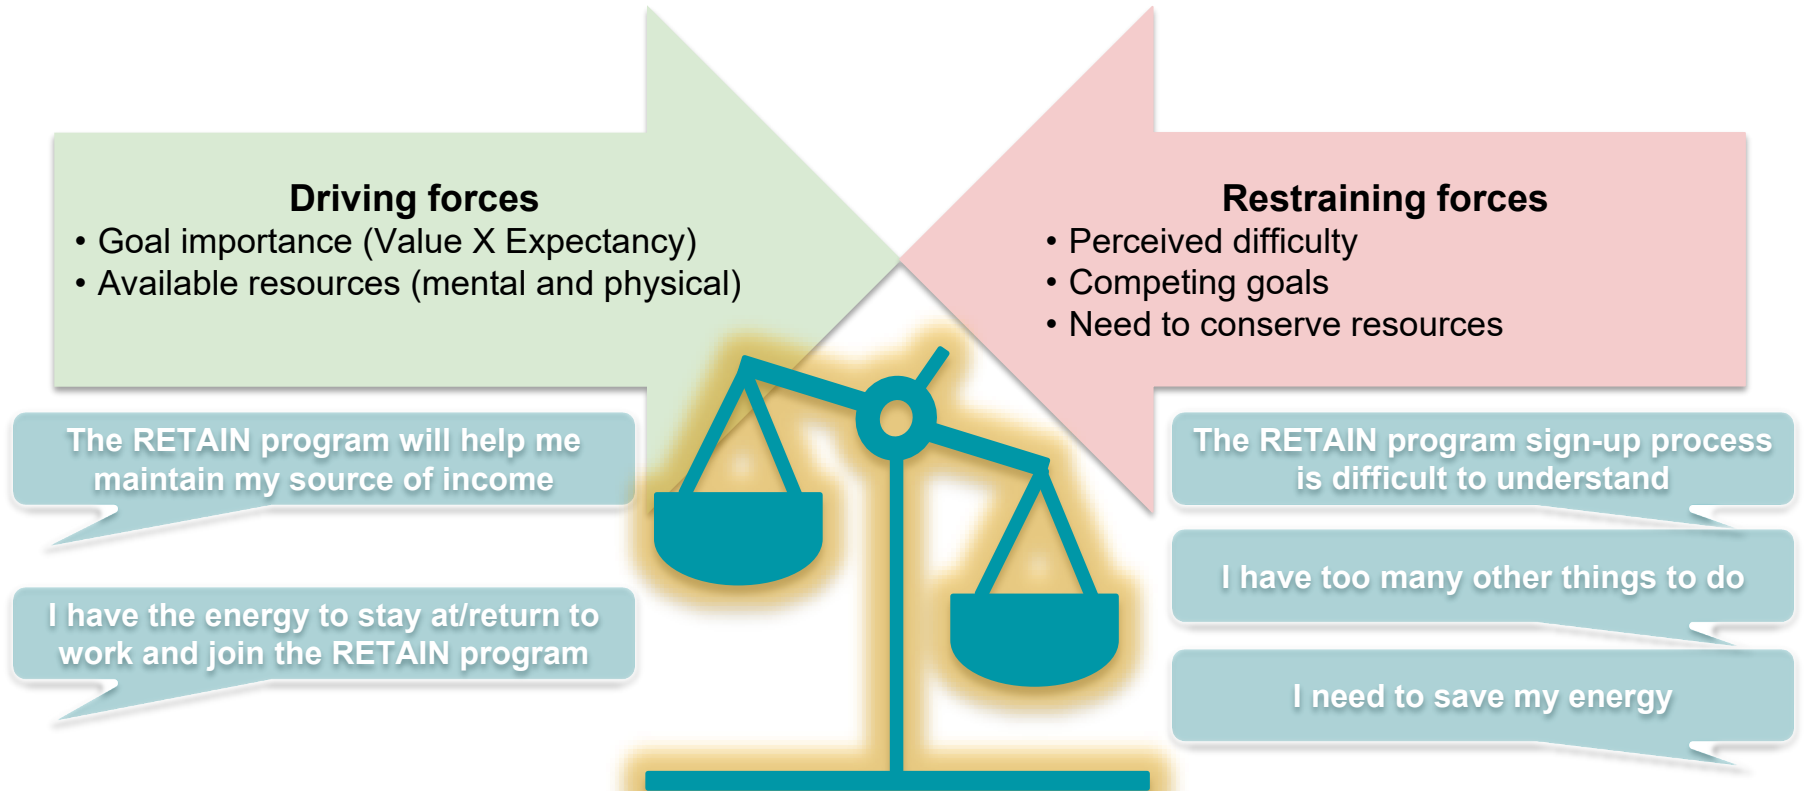 Driving forces
• Goal importance (Value X Expectancy)
• Available resources (mental and physical)
Restraining forces
• Perceived difficulty
• Competing goals
• Need to conserve resources
The RETAIN program will help me
maintain my source of income
I have the energy to stay at/return to
work and join the RETAIN program
The RETAIN program sign-up process
is difficult to understand
I have too many other things to do
I need to save my energy